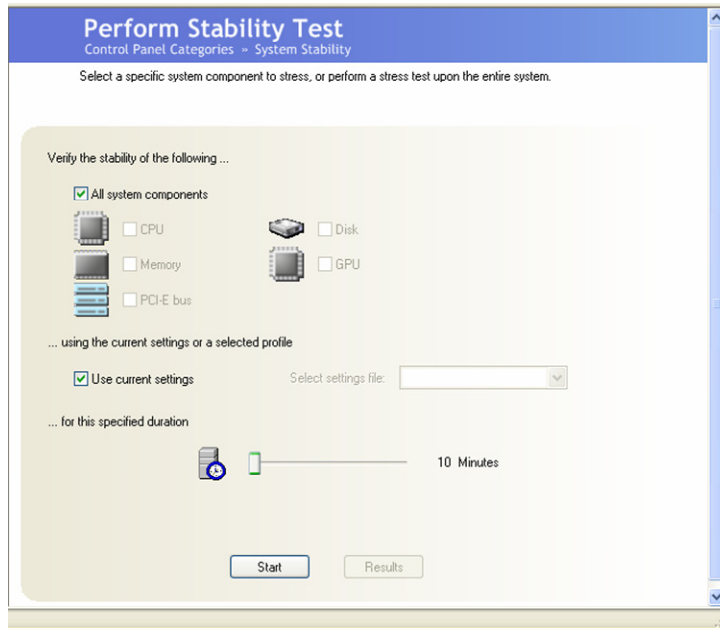 Perform Stability Test
Control Panel Categories » System Stability
Select a specific system component to stress, or perform a stress test upon the entire system.
Verify the stability of the following ...
All system components
CPU
Disk
Memory
GPU
PCI-E bus
... using the current settings or a selected profile
Use current settings
Select settings file:
... for this specified duration
10 Minutes
Start
Results